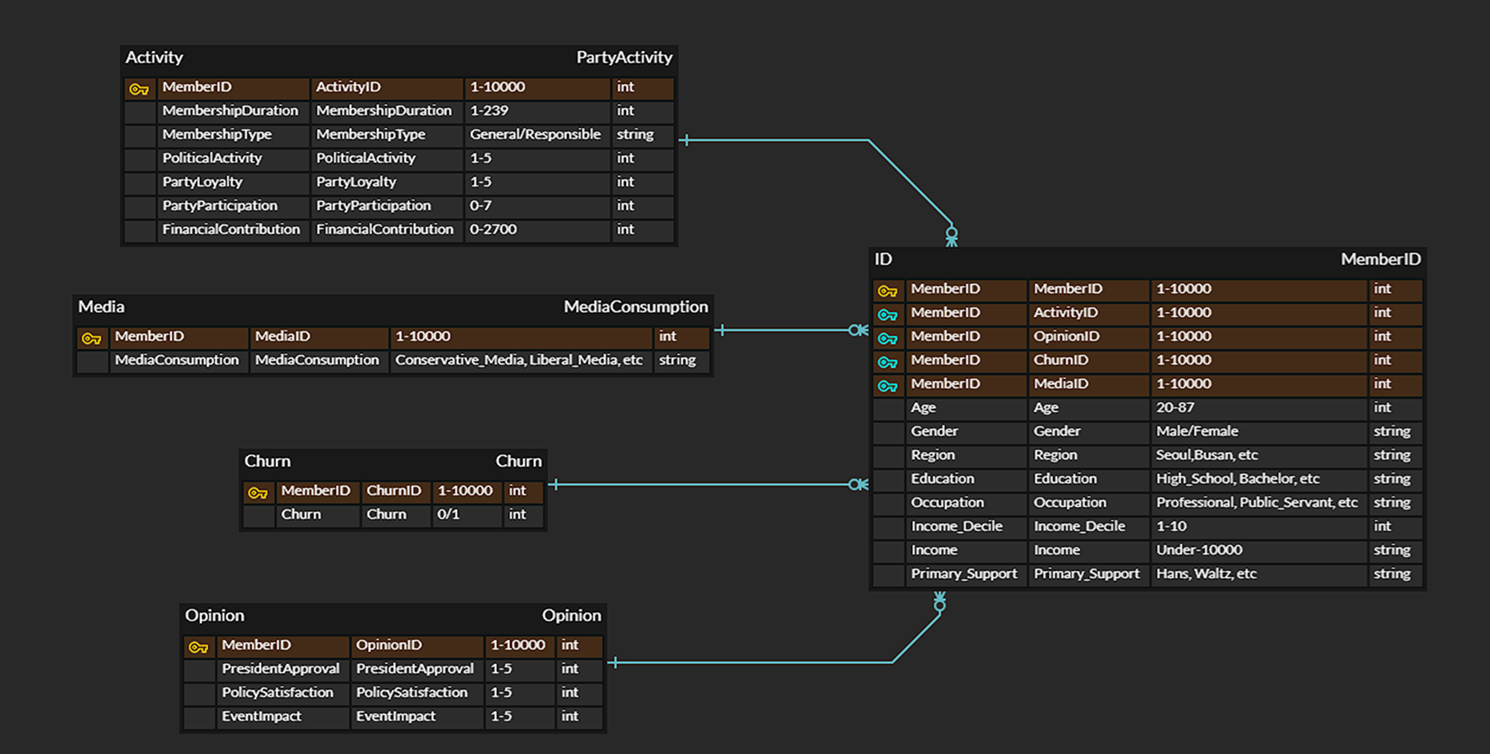 Activity PartyActivity
MemberID ActivityID 1-10000 int
MembershipDuration MembershipDuration 1-239 int
MembershipType MembershipType General/Responsible string
PoliticalActivity PoliticalActivity 1-5 int
PartyLoyalty PartyLoyalty 1-5 int
PartyParticipation PartyParticipation 0-7 int
FinancialContribution FinancialContribution 0-2700 int
Media MediaConsumption
MemberID MediaID 1-10000 int
MediaConsumption MediaConsumption Conservative_Media, Liberal_Media, etc string
Churn Churn
MemberID ChurnID 1-10000 int
Churn Churn 0/1 int
Opinion Opinion
MemberID OpinionID 1-10000 int
PresidentApproval PresidentApproval 1-5 int
PolicySatisfaction PolicySatisfaction 1-5 int
EventImpact EventImpact 1-5 int
ID MemberID
MemberID MemberID 1-10000 int
MemberID ActivityID 1-10000 int
MemberID OpinionID 1-10000 int
MemberID ChurnID 1-10000 int
MemberID MediaID 1-10000 int
Age Age 20-87 int
Gender Gender Male/Female string
Region Region Seoul,Busan, etc string
Education Education High_School, Bachelor, etc string
Occupation Occupation Professional, Public_Servant, etc string
Income_Decile Income_Decile 1-10 int
Income Income Under-10000 string
Primary_Support Primary_Support Hans, Waltz, etc string